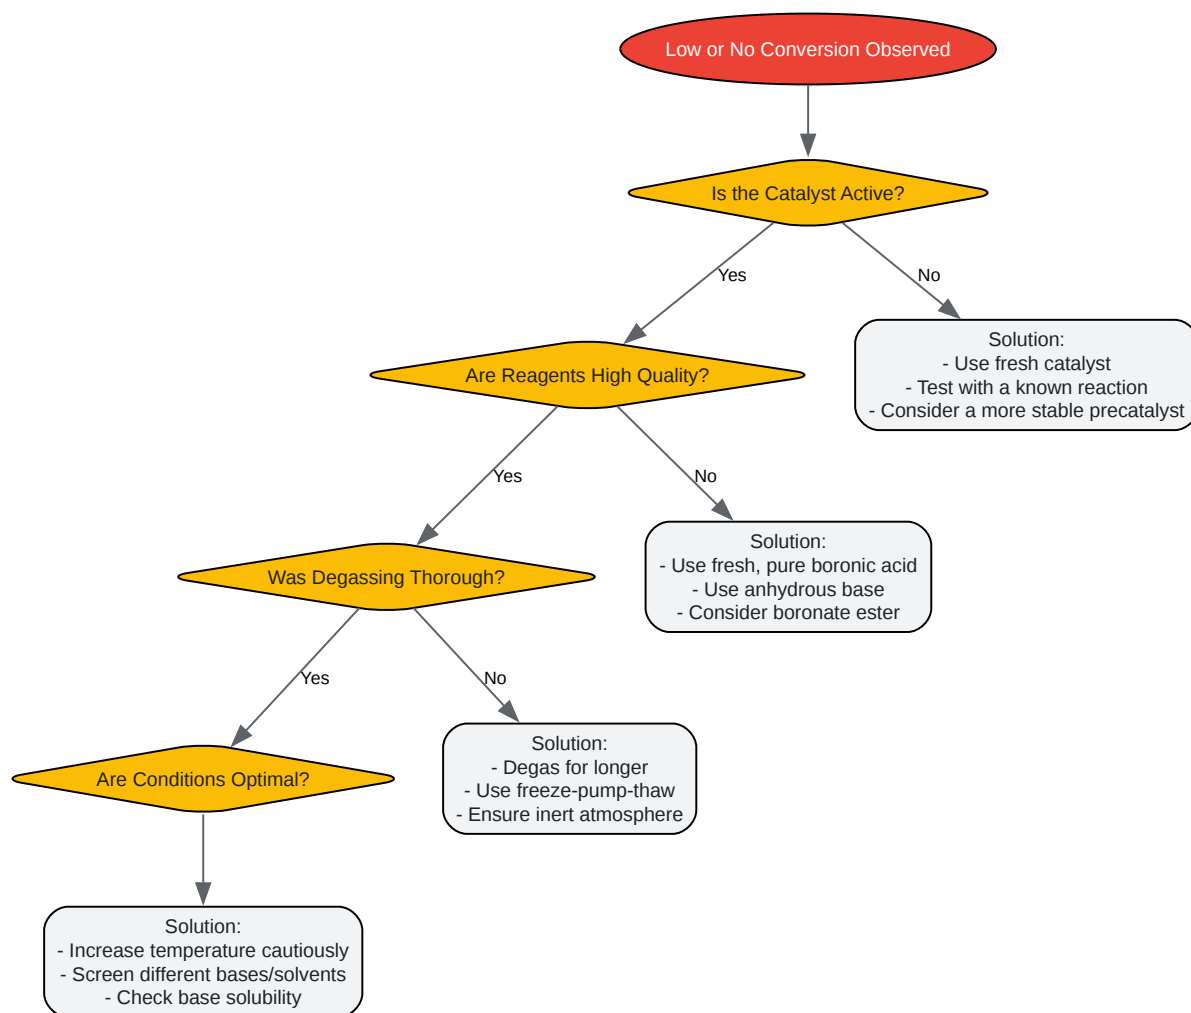 Low or No Conversion Observed
Is the Catalyst Active?
Yes
No
Solution:
- Use fresh catalyst
- Test with a known reaction
- Consider a more stable precatalyst
Are Reagents High Quality?
Yes
No
Solution:
- Use fresh, pure boronic acid
- Use anhydrous base
- Consider boronate ester
Was Degassing Thorough?
Yes
No
Solution:
- Degas for longer
- Use freeze-pump-thaw
- Ensure inert atmosphere
Are Conditions Optimal?
Solution:
- Increase temperature cautiously
- Screen different bases/solvents
- Check base solubility